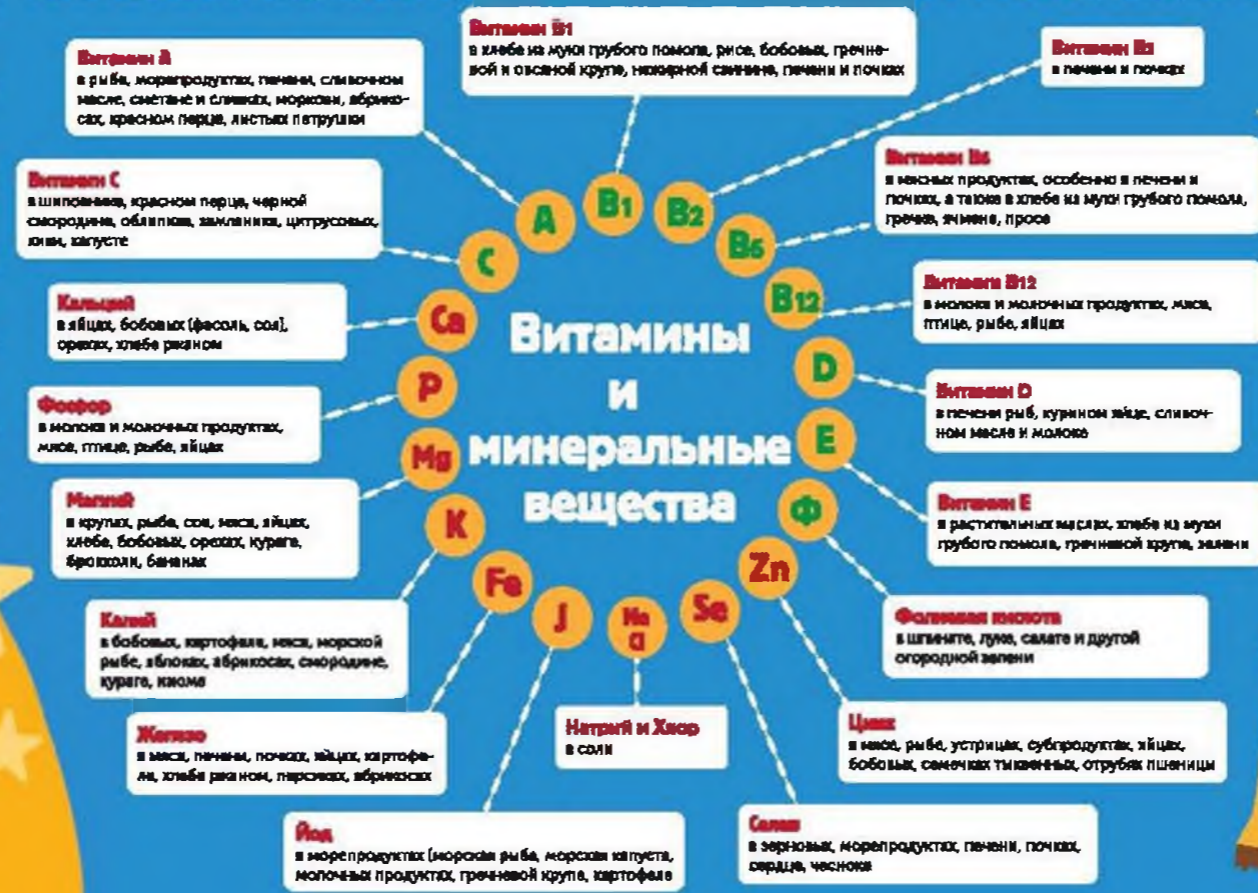 Витамин А
в рыбе, морепродуктах, печени, сливочном
масле, сметане и сливках, моркови, абрико-
сах, красном перце, листьях петрушки
Витамин B1
в хлебе из муки грубого помола, рисе, бобовых, гречне-
вой и овсяной крупе, нежирной свинине, печени и почках
Витамин
в печени и почках
Витамин С
в шиповнике, красном перце, черной
смородине, облепихе, землянике, цитрусовых,
киви, капусте
Витамин B6
в мясных продуктах, особенно в печени и
почках, а также в хлебе из муки грубого помола,
гречке, ячмене, просе
Кальций
в яйцах, бобовых (фасоль, соя),
орехах, хлебе ржаном
Витамин B12
в молоке и молочных продуктах, мясе,
птице, рыбе, яйцах
Фосфор
в молоке и молочных продуктах,
мясе, птице, рыбе, яйцах
Витамин D
в печени рыб, курином яйце, сливоч-
ном масле и молоке
Магний
в крупах, рыбе, сое, мясе, яйцах,
хлебе, бобовых, орехах, кураге,
брокколи, бананах
Витамин Е
в растительных маслах, хлебе из муки
грубого помола, гречневой крупе, зелени
Калий
в бобовых, картофеле, мясе, морской
рыбе, яблоках, абрикосах, смородине,
кураге, изюме
Фолиевая кислота
в шпинате, луке, салате и другой
огородной зелени
Железо
в мясе, печени, почках, яйцах, картофе-
ле, хлебе ржаном, персиках, абрикосах
Натрий и Хлор
в соли
Цинк
в мясе, рыбе, устрицах, субпродуктах, яйцах,
бобовых, семечках тыквенных, отрубях пшеницы
Йод
в морепродуктах (морская рыба, морская капуста,
молочных продуктах, гречневой крупе, картофеле
Селен
в зерновых, морепродуктах, печени, почках,
сердце, чесноке
A
B1
B2
B6
B12
D
E
Ф
Zn
Se
Na
Cl
J
Fe
K
Mg
P
Ca
C
Витамины
и
минеральные
вещества